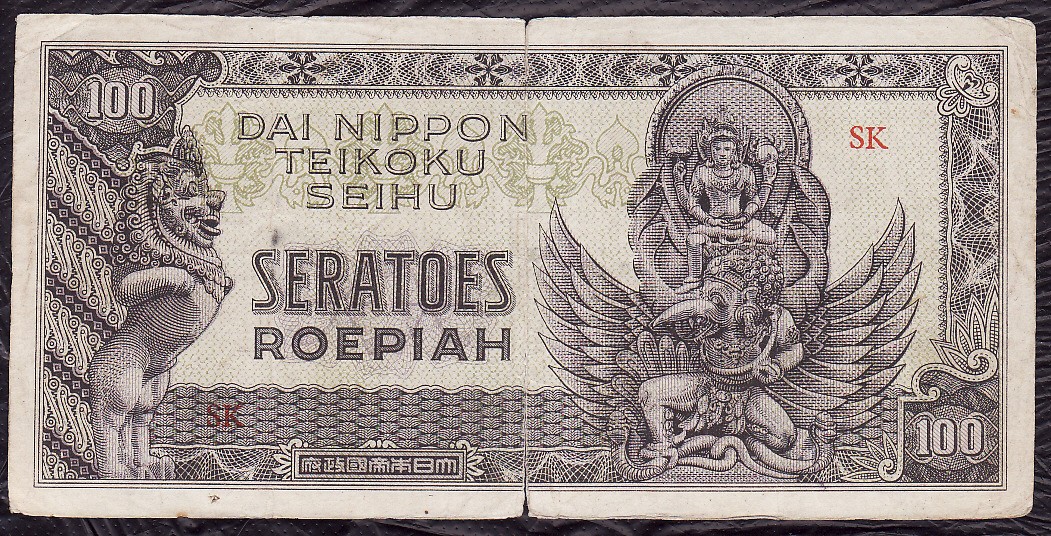 100
DAI NIPPON
TEIKOKU
SEIHU
SK
SERATOES
ROEPIAH
SK
100
大日本帝國政府